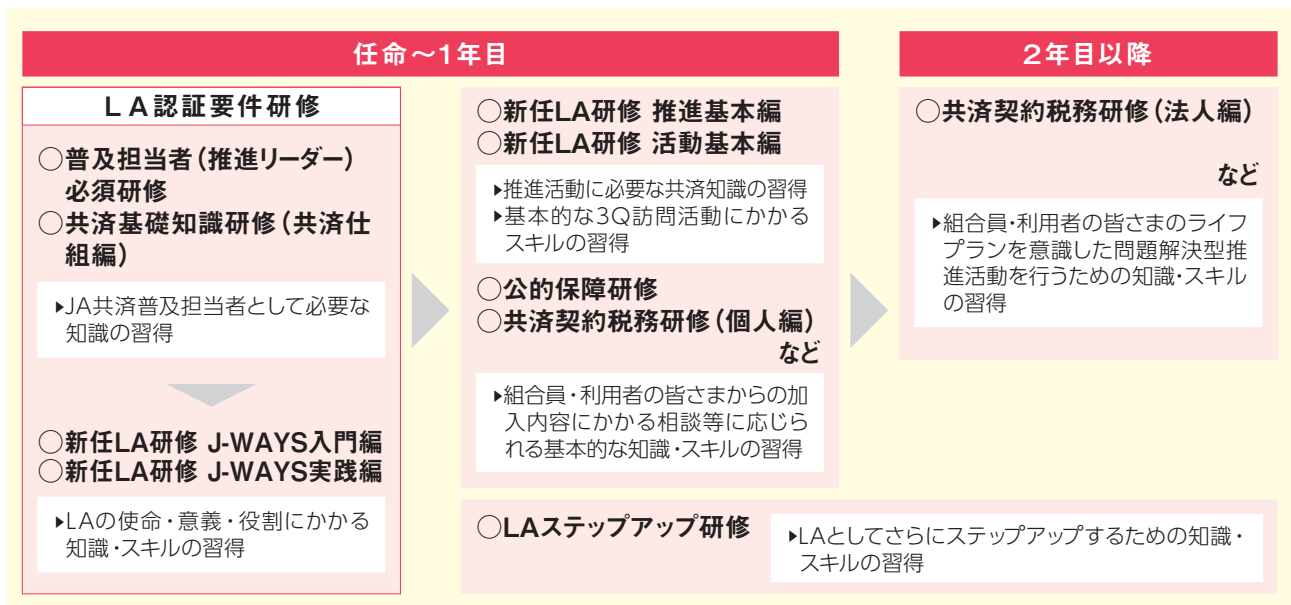 任命～1年目
LA認証要件研修
○普及担当者（推進リーダー）
必須研修
○共済基礎知識研修（共済仕
組編）
▶JA共済普及担当者として必要な
知識の習得
○新任LA研修 J-WAYS入門編
○新任LA研修 J-WAYS実践編
▶LAの使命・意義・役割にかかる
知識・スキルの習得
○新任LA研修 推進基本編
○新任LA研修 活動基本編
▶推進活動に必要な共済知識の習得
▶基本的な3Q訪問活動にかかる
スキルの習得
○公的保障研修
○共済契約税務研修（個人編）
など
▶組合員・利用者の皆さまからの加
入内容にかかる相談等に応じら
れる基本的な知識・スキルの習得
2年目以降
○共済契約税務研修（法人編）
など
▶組合員・利用者の皆さまのライフ
プランを意識した問題解決型推
進活動を行うための知識・スキル
の習得
○LAステップアップ研修
▶LAとしてさらにステップアップするための知識・
スキルの習得